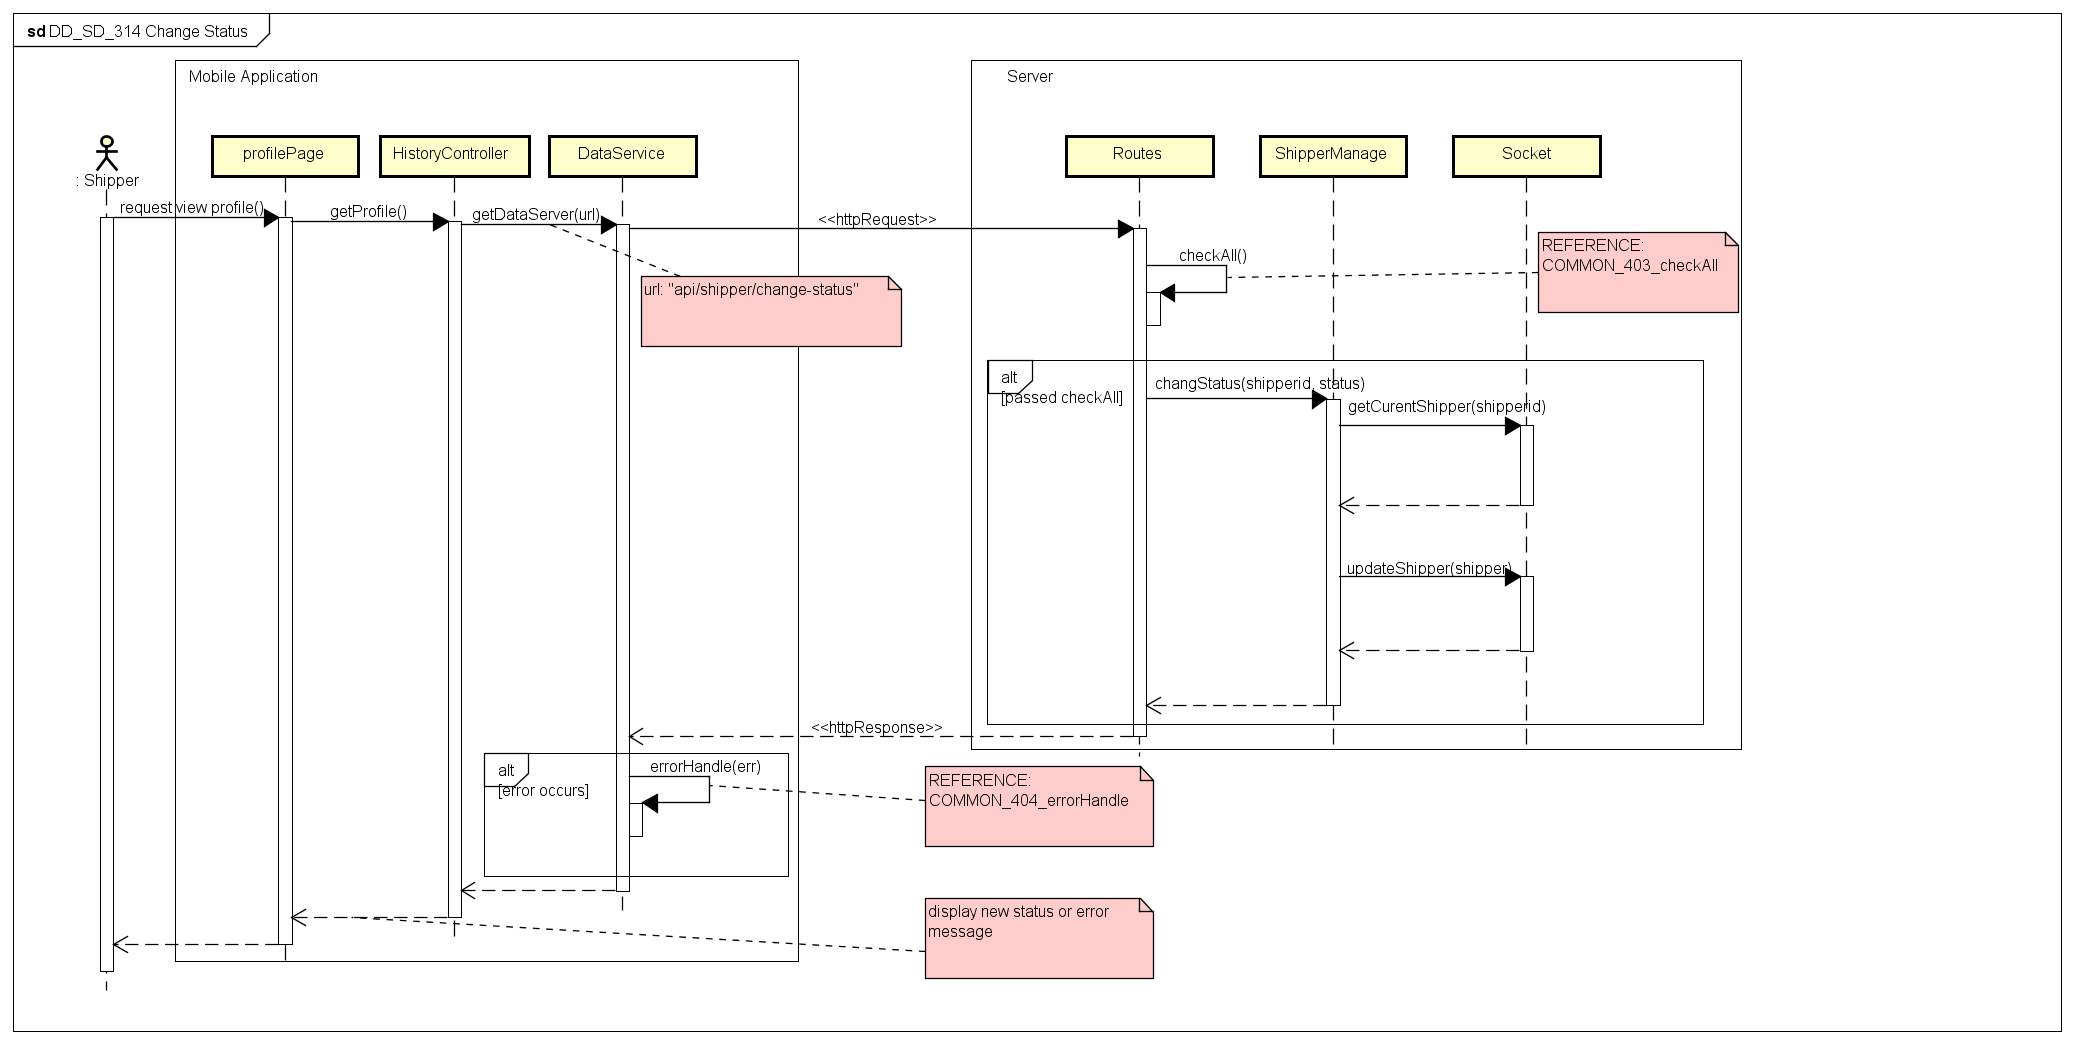 sd DD_SD_314 Change Status
Mobile Application
Server
: Shipper
profilePage
HistoryController
DataService
Routes
ShipperManage
Socket
request view profile()
getProfile()
getDataServer(url)
<<httpRequest>>
url: "api/shipper/change-status"
checkAll()
REFERENCE:
COMMON_403_checkAll
alt
[passed checkAll]
changStatus(shipperid, status)
getCurentShipper(shipperid)
updateShipper(shipper)
<<httpResponse>>
alt
[error occurs]
errorHandle(err)
REFERENCE:
COMMON_404_errorHandle
display new status or error
message